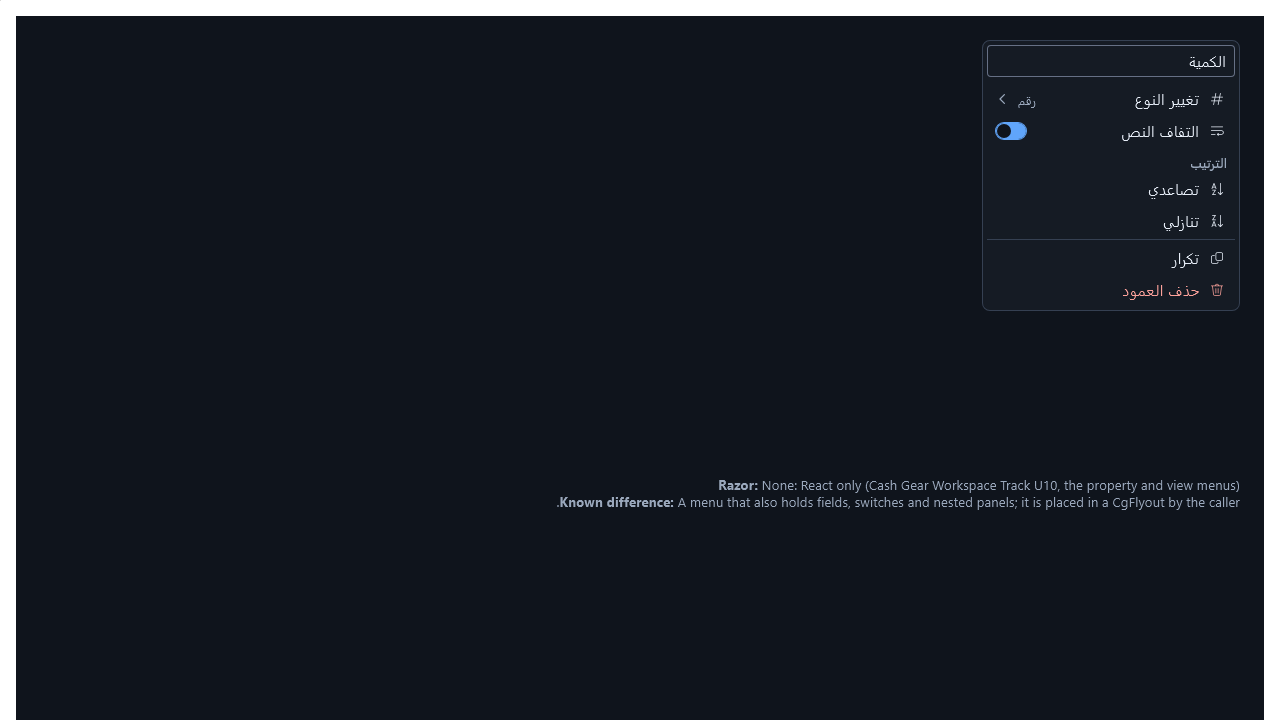 الكمية
تغيير النوع رقم
التفاف النص
الترتيب
تصاعدي
تنازلي
تكرار
حذف العمود
Razor: None: React only (Cash Gear Workspace Track U10, the property and view menus)
Known difference: A menu that also holds fields, switches and nested panels; it is placed in a CgFlyout by the caller.